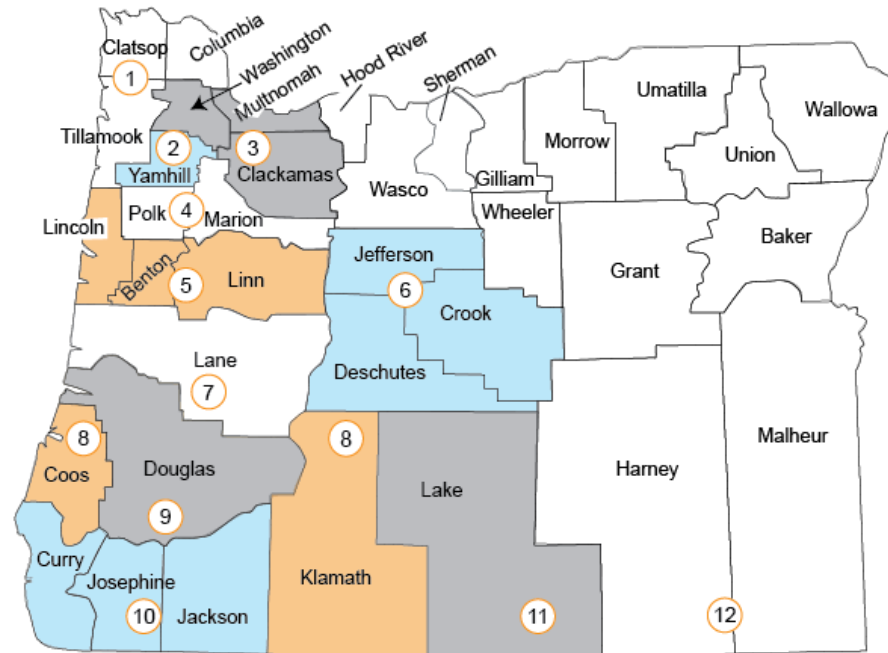 Clatsop
Columbia
Washington
Multnomah
Hood River
Sherman
Umatilla
Wallowa
1
Tillamook
2
Yamhill
3
Clackamas
Wasco
Gilliam
Morrow
Union
Lincoln
Polk
4
Marion
Wheeler
Baker
Benton
5
Linn
Jefferson
6
Crook
Grant
Lane
7
Deschutes
8
Coos
Douglas
9
8
Klamath
Lake
Harney
Malheur
Curry
Josephine
10
Jackson
11
12